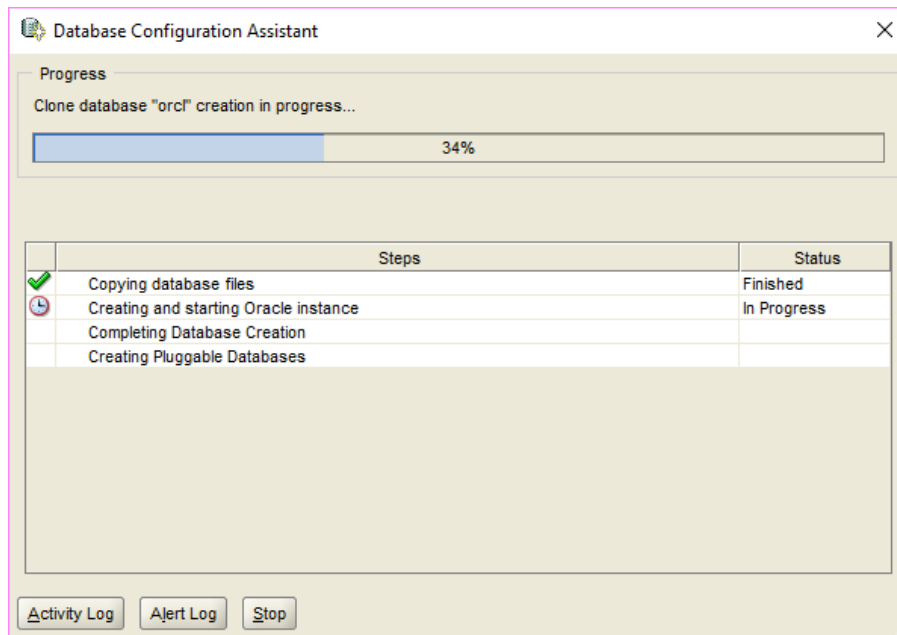 Database Configuration Assistant
Progress
Clone database "orcl" creation in progress...
34%
Steps Status
Copying database files Finished
Creating and starting Oracle instance In Progress
Completing Database Creation
Creating Pluggable Databases
Activity Log Alert Log Stop